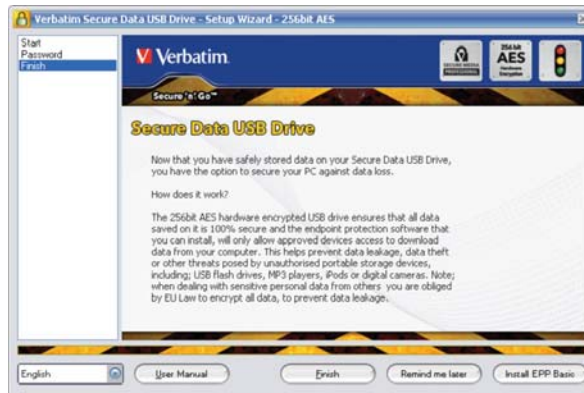 Verbatim Secure Data USB Drive - Setup Wizard - 256bit AES
Start
Password
Finish
Verbatim
SECURE MEDIA
256 bit
AES
Hardware
Encryption
Secure 'n' Go™
Secure Data USB Drive
Now that you have safely stored data on your Secure Data USB Drive,
you have the option to secure your PC against data loss.
How does it work?
The 256bit AES hardware encrypted USB drive ensures that all data
saved on it is 100% secure and the endpoint protection software that
you can install, will only allow approved devices access to download
data from your computer. This helps prevent data leakage, data theft
or other threats posed by unauthorised portable storage devices,
including; USB flash drives, MP3 players, iPods or digital cameras. Note;
when dealing with sensitive personal data from others you are obliged
by EU Law to encrypt all data, to prevent data leakage.
English
User Manual
Finish
Remind me later
Install EPP Basic